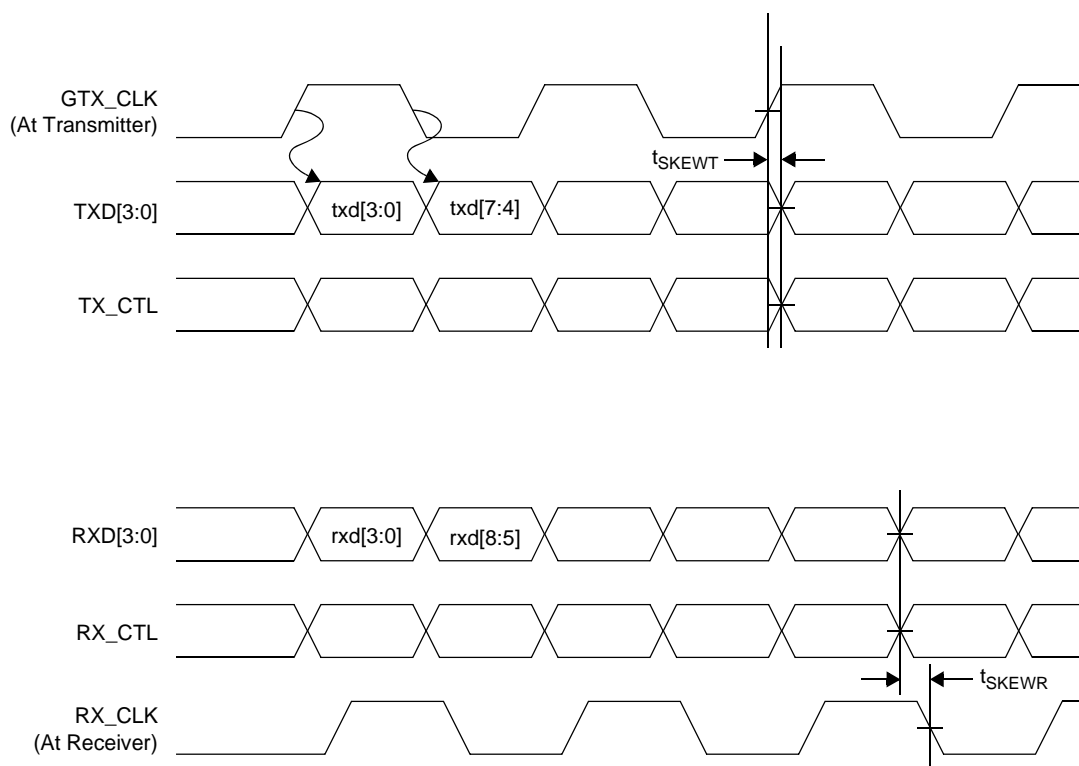 GTX_CLK
(At Transmitter)
tSKEWT
TXD[3:0]
txd[3:0]
txd[7:4]
TX_CTL
RXD[3:0]
rxd[3:0]
rxd[8:5]
RX_CTL
tSKEWR
RX_CLK
(At Receiver)